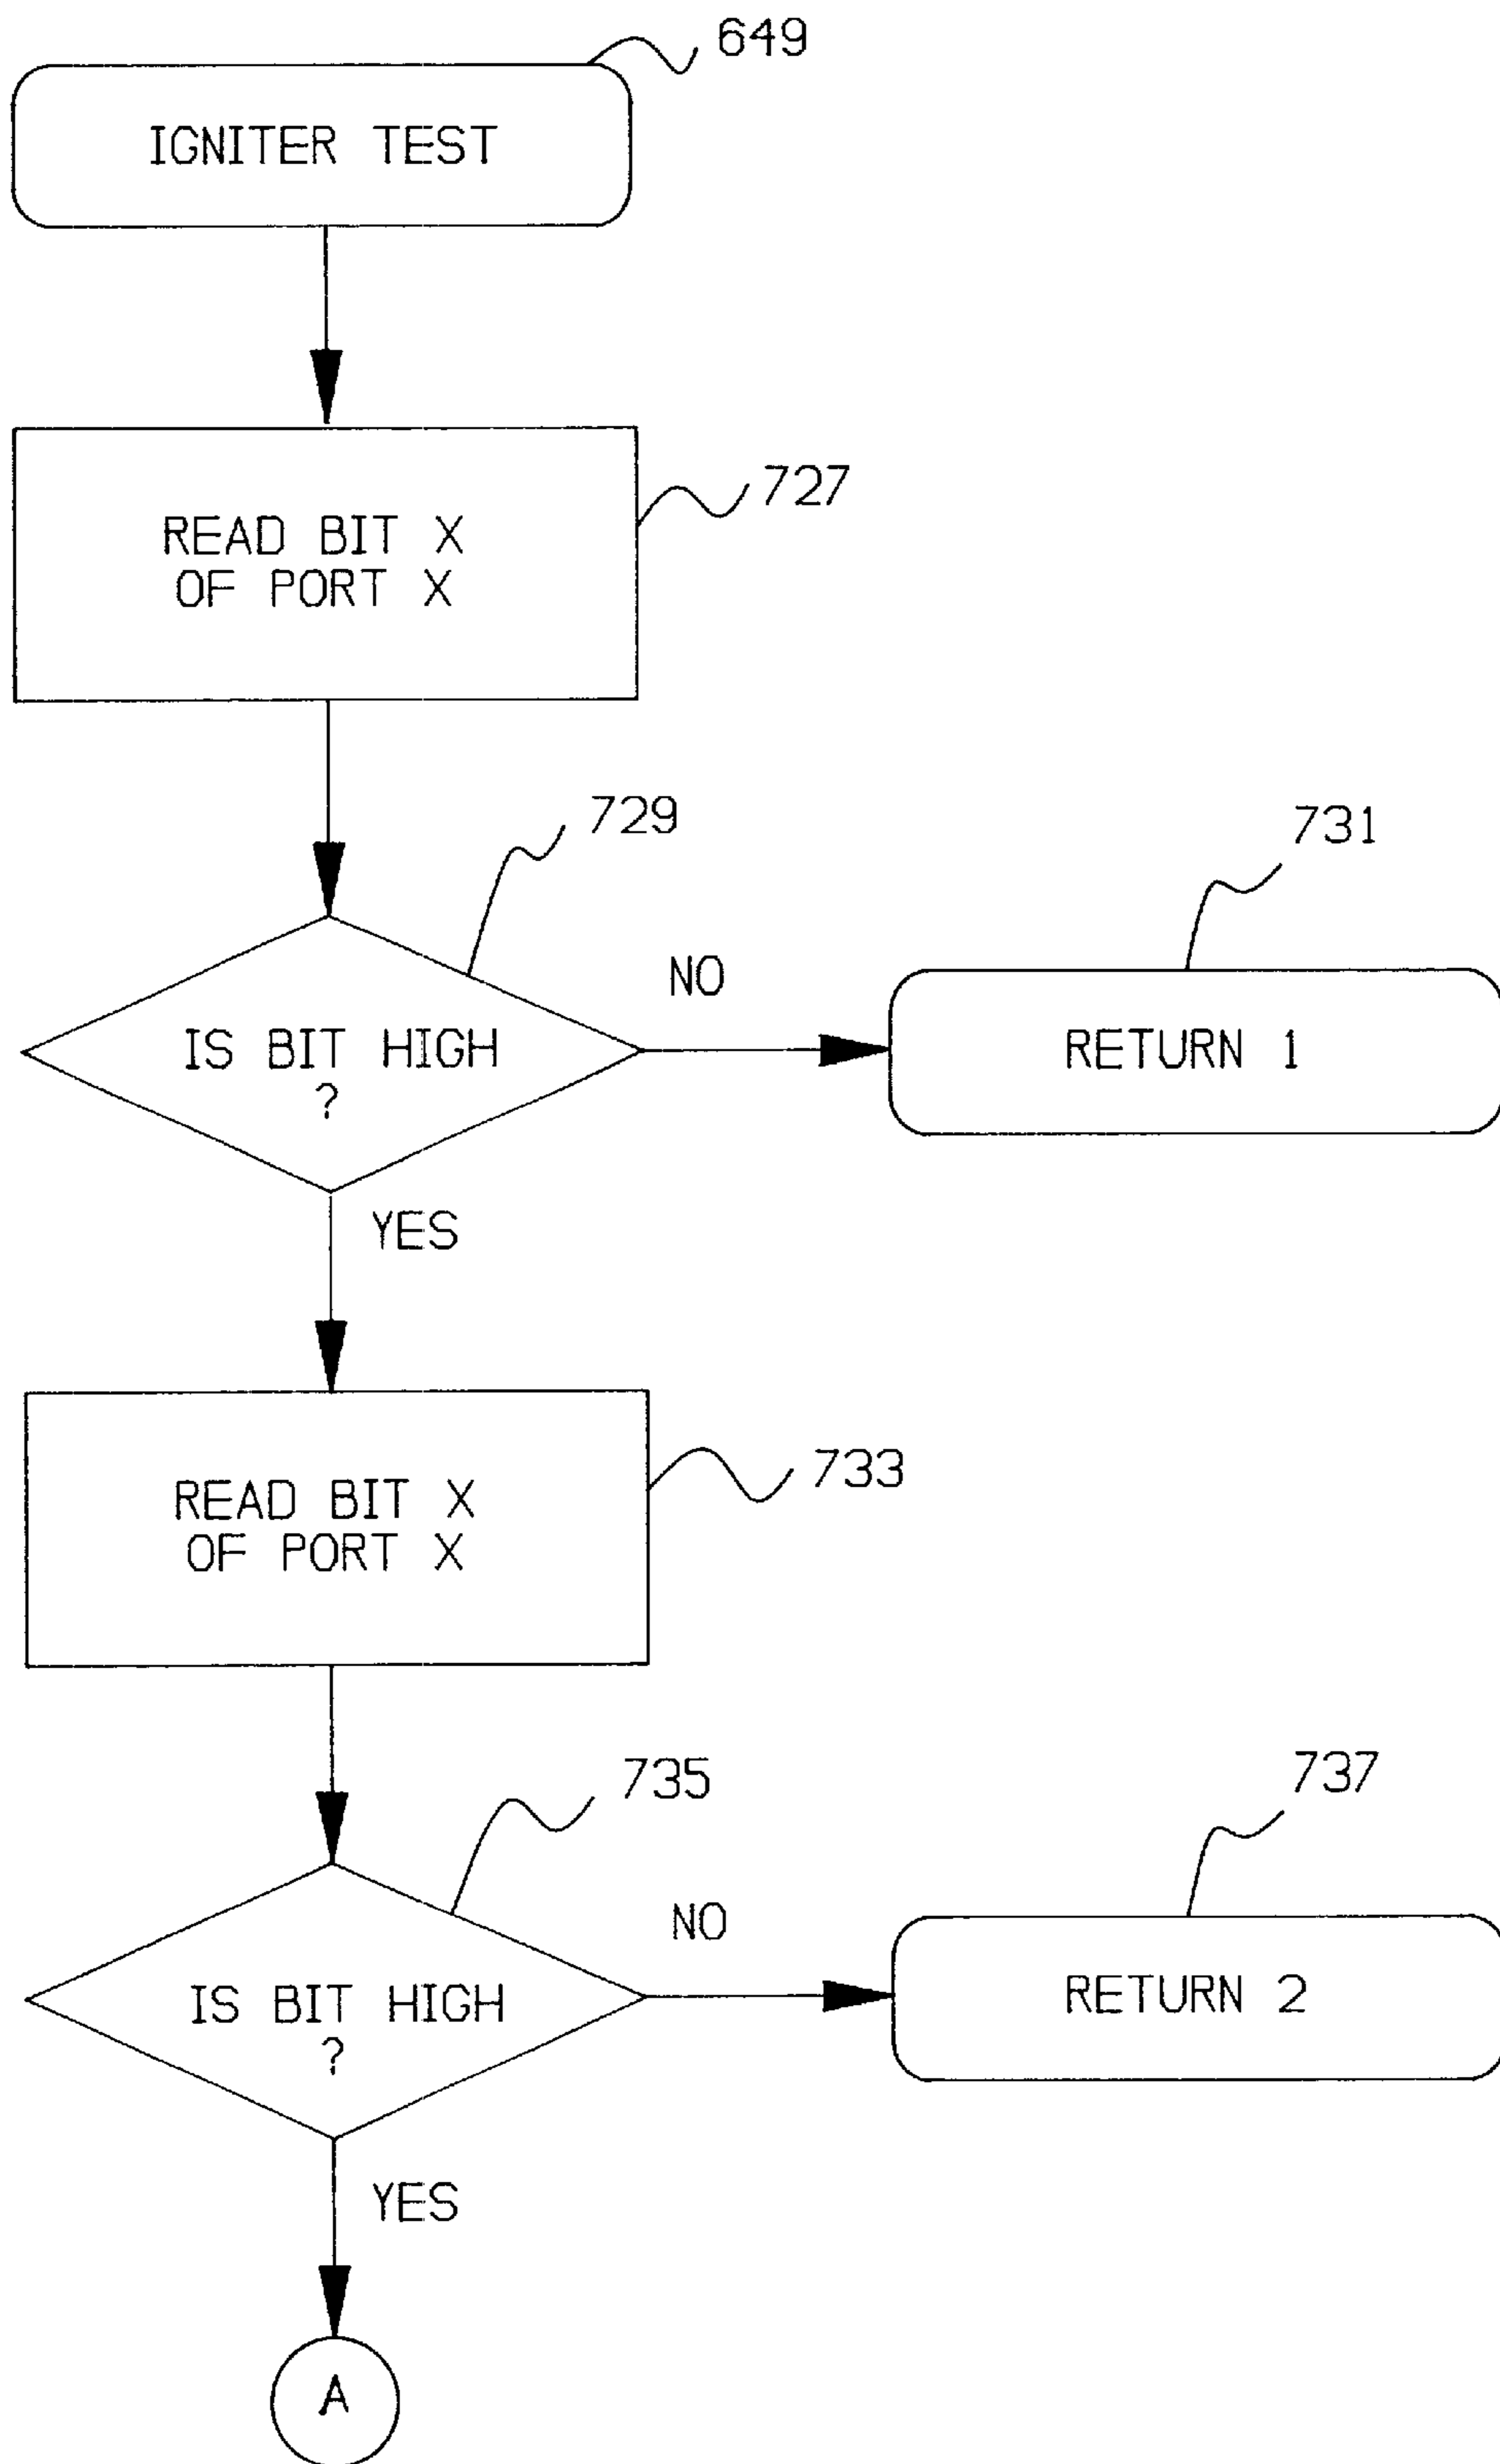 649
IGNITER TEST
727
READ BIT X
OF PORT X
729
731
NO
IS BIT HIGH
?
RETURN 1
YES
733
READ BIT X
OF PORT X
735
737
NO
IS BIT HIGH
?
RETURN 2
YES
A